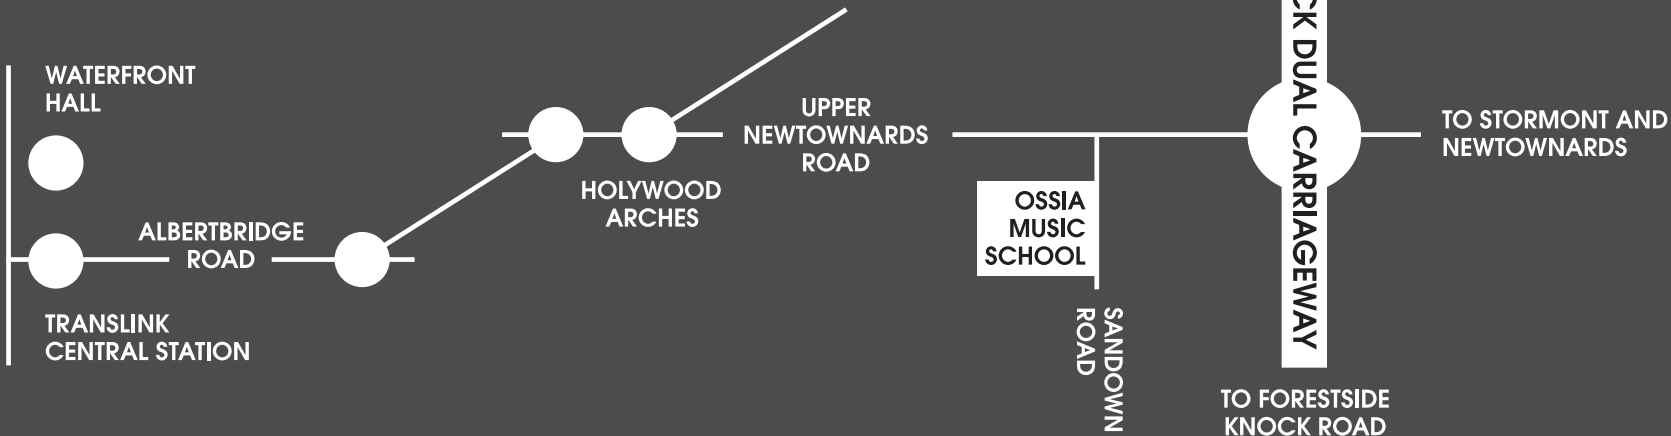 WATERFRONT
HALL
ALBERTBRIDGE
ROAD
TRANSLINK
CENTRAL STATION
HOLYWOOD
ARCHES
UPPER
NEWTOWNARDS
ROAD
OSSIA
MUSIC
SCHOOL
SANDOWN
ROAD
CK DUAL CARRIAGEWAY
TO STORMONT AND
NEWTOWNARDS
TO FORESTSIDE
KNOCK ROAD